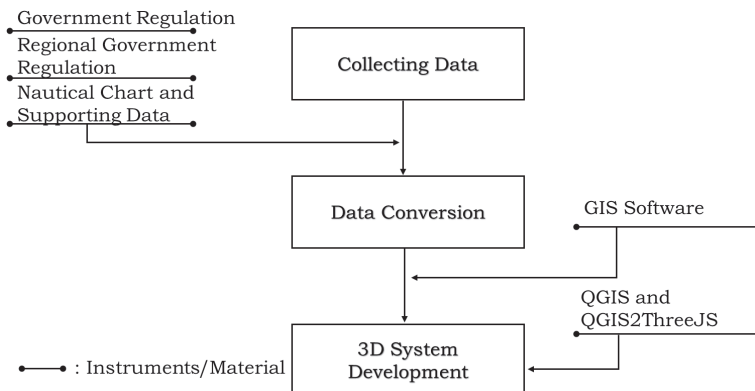 Government Regulation
Regional Government
Regulation
Nautical Chart and
Supporting Data
Collecting Data
Data Conversion
GIS Software
QGIS and
QGIS2ThreeJS
3D System
Development
: Instruments/Material